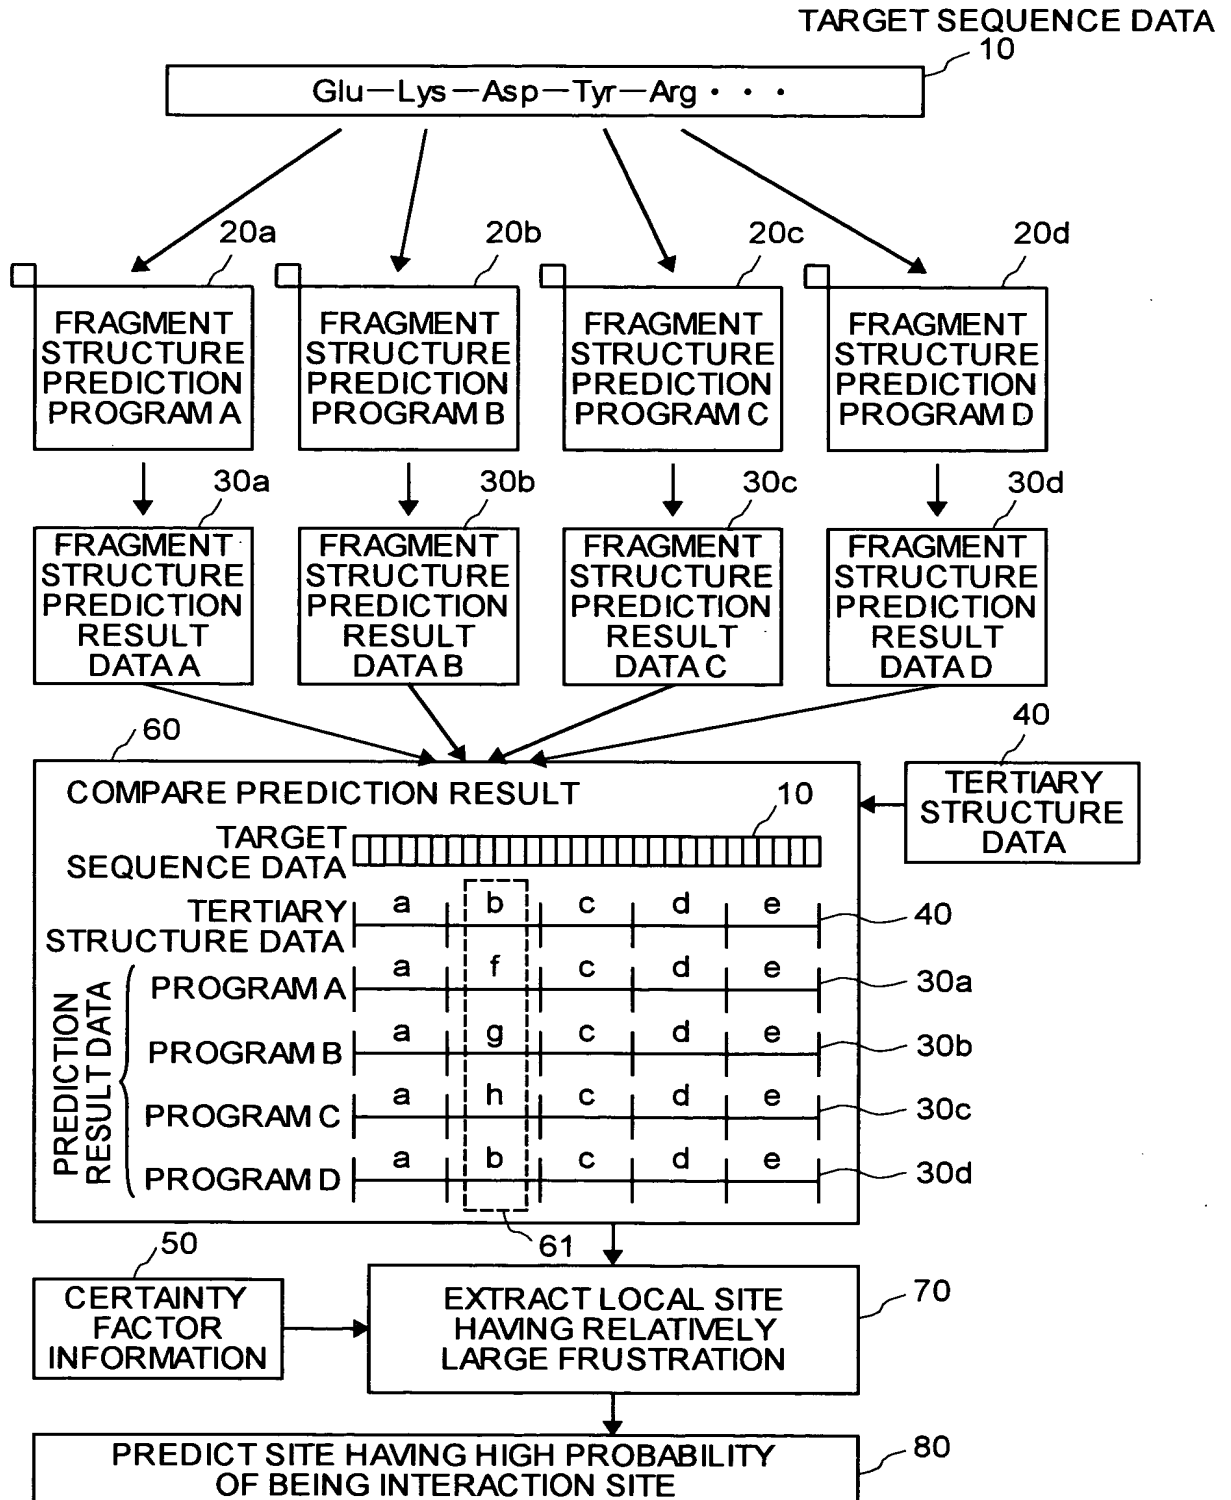 TARGET SEQUENCE DATA
10
Glu—Lys—Asp—Tyr—Arg · · ·
20a 20b 20c 20d
FRAGMENT STRUCTURE PREDICTION PROGRAM A
FRAGMENT STRUCTURE PREDICTION PROGRAM B
FRAGMENT STRUCTURE PREDICTION PROGRAM C
FRAGMENT STRUCTURE PREDICTION PROGRAM D
30a 30b 30c 30d
FRAGMENT STRUCTURE PREDICTION RESULT DATA A
FRAGMENT STRUCTURE PREDICTION RESULT DATA B
FRAGMENT STRUCTURE PREDICTION RESULT DATA C
FRAGMENT STRUCTURE PREDICTION RESULT DATA D
60
40
TERTIARY
STRUCTURE
DATA
COMPARE PREDICTION RESULT
10
TARGET
SEQUENCE DATA
TERTIARY
STRUCTURE DATA
a b c d e
40
PREDICTION
RESULT DATA
PROGRAM A
a f c d e
30a
PROGRAM B
a g c d e
30b
PROGRAM C
a h c d e
30c
PROGRAM D
a b c d e
30d
61
50
CERTAINTY
FACTOR
INFORMATION
EXTRACT LOCAL SITE
HAVING RELATIVELY
LARGE FRUSTRATION
70
PREDICT SITE HAVING HIGH PROBABILITY
OF BEING INTERACTION SITE
80